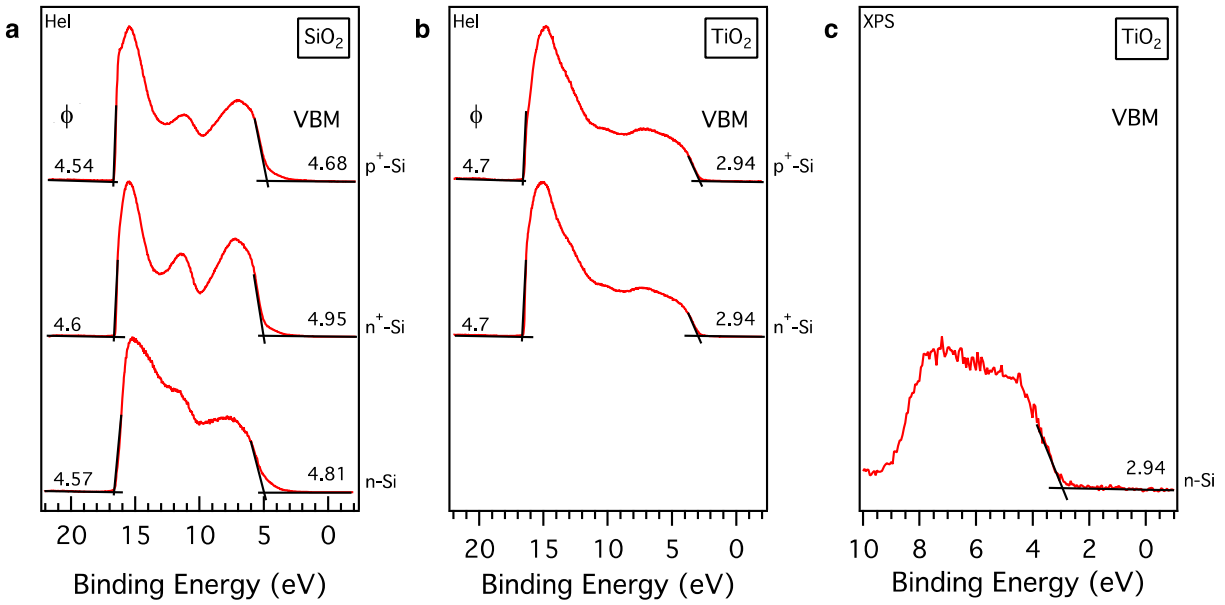 a
HeI
SiO₂
ϕ
VBM
4.54
4.68
p⁺-Si
4.6
4.95
n⁺-Si
4.57
4.81
n-Si
20 15 10 5 0
Binding Energy (eV)
b
HeI
TiO₂
ϕ
VBM
4.7
2.94
p⁺-Si
4.7
2.94
n⁺-Si
20 15 10 5 0
Binding Energy (eV)
c
XPS
TiO₂
VBM
2.94
n-Si
10 8 6 4 2 0
Binding Energy (eV)